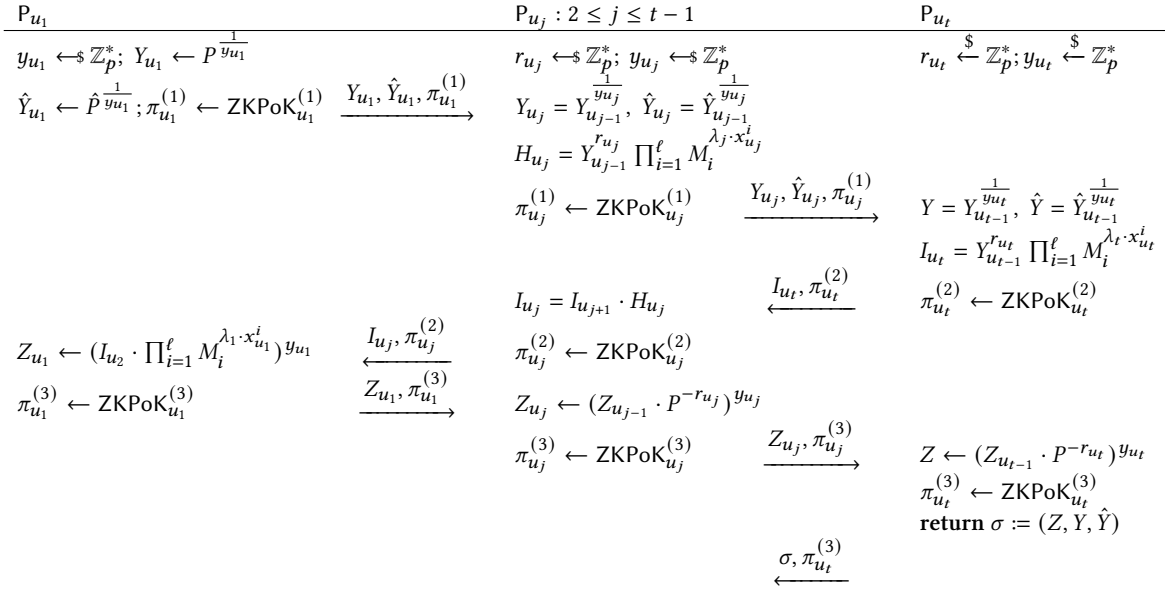 P_{u_1} P_{u_j} : 2 ≤ j ≤ t − 1 P_{u_t}
y_{u_1} ←$ ℤ_p^*; Y_{u_1} ← P^{\frac{1}{y_{u_1}}} r_{u_j} ←$ ℤ_p^*; y_{u_j} ←$ ℤ_p^* r_{u_t} ←^{$} ℤ_p^*; y_{u_t} ←^{$} ℤ_p^*
Ŷ_{u_1} ← P̂^{\frac{1}{y_{u_1}}}; π_{u_1}^{(1)} ← ZKPoK_{u_1}^{(1)} Y_{u_1}, Ŷ_{u_1}, π_{u_1}^{(1)} Y_{u_j} = Y_{u_{j−1}}^{\frac{1}{y_{u_j}}}, Ŷ_{u_j} = Ŷ_{u_{j−1}}^{\frac{1}{y_{u_j}}}
H_{u_j} = Y_{u_{j−1}}^{r_{u_j}} ∏_{i=1}^{ℓ} M_i^{λ_j·x_{u_j}^i}
π_{u_j}^{(1)} ← ZKPoK_{u_j}^{(1)} Y_{u_j}, Ŷ_{u_j}, π_{u_j}^{(1)} Y = Y_{u_{t−1}}^{\frac{1}{y_{u_t}}}, Ŷ = Ŷ_{u_{t−1}}^{\frac{1}{y_{u_t}}}
I_{u_t} = Y_{u_{t−1}}^{r_{u_t}} ∏_{i=1}^{ℓ} M_i^{λ_t·x_{u_t}^i}
I_{u_j} = I_{u_{j+1}} · H_{u_j} I_{u_t}, π_{u_t}^{(2)} π_{u_t}^{(2)} ← ZKPoK_{u_t}^{(2)}
Z_{u_1} ← (I_{u_2} · ∏_{i=1}^{ℓ} M_i^{λ_1·x_{u_1}^i})^{y_{u_1}} I_{u_j}, π_{u_j}^{(2)} π_{u_j}^{(2)} ← ZKPoK_{u_j}^{(2)}
π_{u_1}^{(3)} ← ZKPoK_{u_1}^{(3)} Z_{u_1}, π_{u_1}^{(3)} Z_{u_j} ← (Z_{u_{j−1}} · P^{−r_{u_j}})^{y_{u_j}}
π_{u_j}^{(3)} ← ZKPoK_{u_j}^{(3)} Z_{u_j}, π_{u_j}^{(3)} Z ← (Z_{u_{t−1}} · P^{−r_{u_t}})^{y_{u_t}}
π_{u_t}^{(3)} ← ZKPoK_{u_t}^{(3)}
return σ := (Z, Y, Ŷ)
σ, π_{u_t}^{(3)}